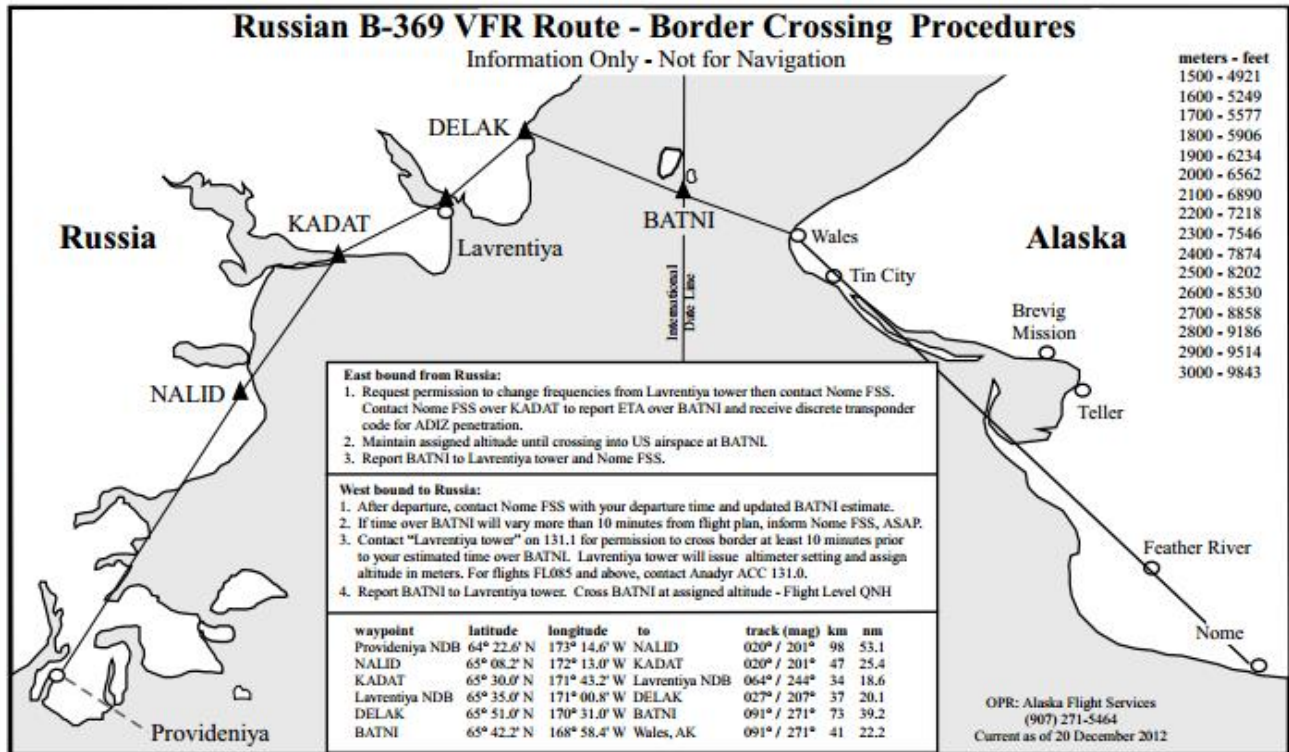 Russian B-369 VFR Route - Border Crossing Procedures
Information Only - Not for Navigation
meters - feet
1500 - 4921
1600 - 5249
1700 - 5577
1800 - 5906
1900 - 6234
2000 - 6562
2100 - 6890
2200 - 7218
2300 - 7546
2400 - 7874
2500 - 8202
2600 - 8530
2700 - 8858
2800 - 9186
2900 - 9514
3000 - 9843
DELAK
KADAT
BATNI
Russia
Lavrentiya
Wales
Alaska
Tin City
International
Date Line
Brevig
Mission
NALID
Teller
East bound from Russia:
1. Request permission to change frequencies from Lavrentiya tower then contact Nome FSS.
Contact Nome FSS over KADAT to report ETA over BATNI and receive discrete transponder
code for ADIZ penetration.
2. Maintain assigned altitude until crossing into US airspace at BATNI.
3. Report BATNI to Lavrentiya tower and Nome FSS.
West bound to Russia:
1. After departure, contact Nome FSS with your departure time and updated BATNI estimate.
2. If time over BATNI will vary more than 10 minutes from flight plan, inform Nome FSS, ASAP.
3. Contact “Lavrentiya tower” on 131.1 for permission to cross border at least 10 minutes prior
to your estimated time over BATNI. Lavrentiya tower will issue altimeter setting and assign
altitude in meters. For flights FL085 and above, contact Anadyr ACC 131.0.
4. Report BATNI to Lavrentiya tower. Cross BATNI at assigned altitude - Flight Level QNH
Feather River
Nome
waypoint latitude longitude to track (mag) km nm
Provideniya NDB 64° 22.6' N 173° 14.6' W NALID 020° / 201° 98 53.1
NALID 65° 08.2' N 172° 13.0' W KADAT 020° / 201° 47 25.4
KADAT 65° 30.0' N 171° 43.2' W Lavrentiya NDB 064° / 244° 34 18.6
Lavrentiya NDB 65° 35.0' N 171° 00.8' W DELAK 027° / 207° 37 20.1
DELAK 65° 51.0' N 170° 31.0' W BATNI 091° / 271° 73 39.2
BATNI 65° 42.2' N 168° 58.4' W Wales, AK 091° / 271° 41 22.2
Provideniya
OPR: Alaska Flight Services
(907) 271-5464
Current as of 20 December 2012